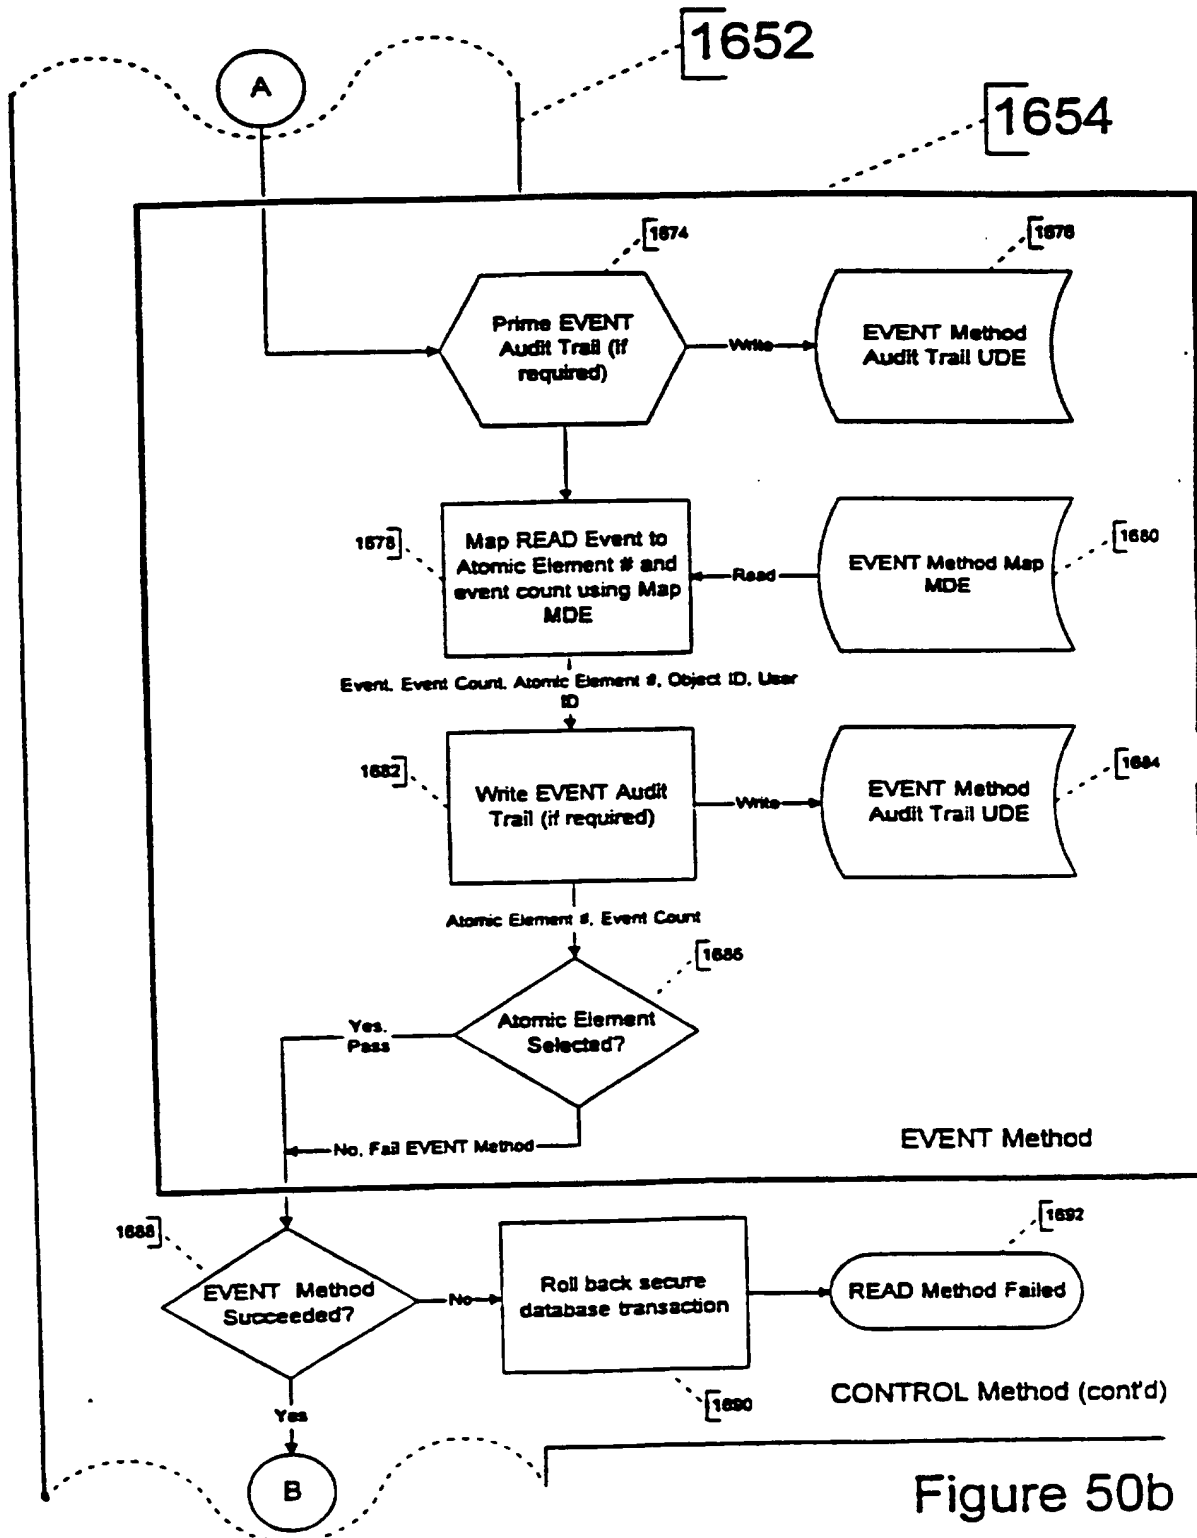 1652
A
1654
1674
1676
Prime EVENT
Audit Trail (if
required)
Write
EVENT Method
Audit Trail UDE
1678
Map READ Event to
Atomic Element # and
event count using Map
MDE
Read
EVENT Method Map
MDE
1680
Event, Event Count, Atomic Element #, Object ID, User
ID
1682
Write EVENT Audit
Trail (if required)
Write
EVENT Method
Audit Trail UDE
1684
Atomic Element #, Event Count
1686
Atomic Element
Selected?
Yes,
Pass
No, Fail EVENT Method
EVENT Method
1688
EVENT Method
Succeeded?
No
Roll back secure
database transaction
1692
READ Method Failed
1690
CONTROL Method (cont'd)
Yes
B
Figure 50b